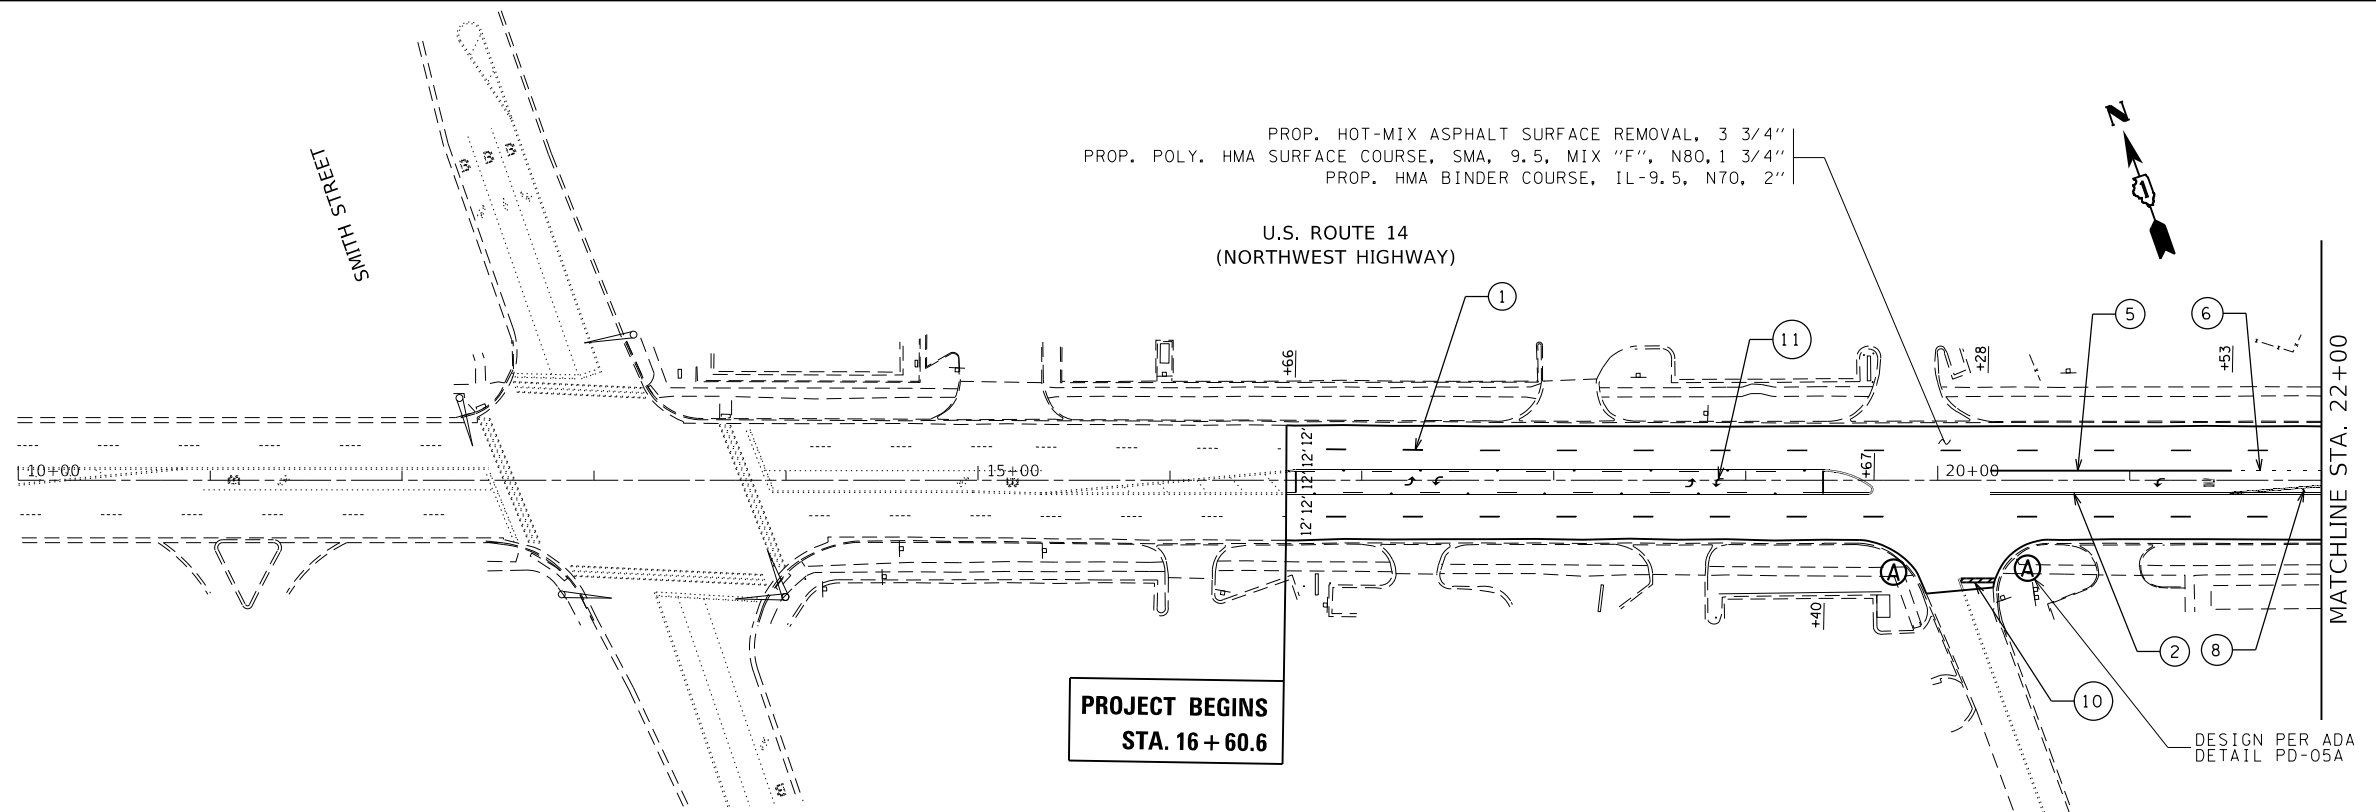 PROP. HOT-MIX ASPHALT SURFACE REMOVAL, 3 3/4"
PROP. POLY. HMA SURFACE COURSE, SMA, 9.5, MIX "F", N80, 1 3/4"
PROP. HMA BINDER COURSE, IL-9.5, N70, 2"
N
1
SMITH STREET
U.S. ROUTE 14
(NORTHWEST HIGHWAY)
1
11
5
6
+66
+67
+28
+53
10+00
15+00
20+00
12' 12' 12' 12' 12'
MATCHLINE STA. 22+00
A
A
+40
2
8
10
PROJECT BEGINS
STA. 16+60.6
DESIGN PER ADA
DETAIL PD-05A